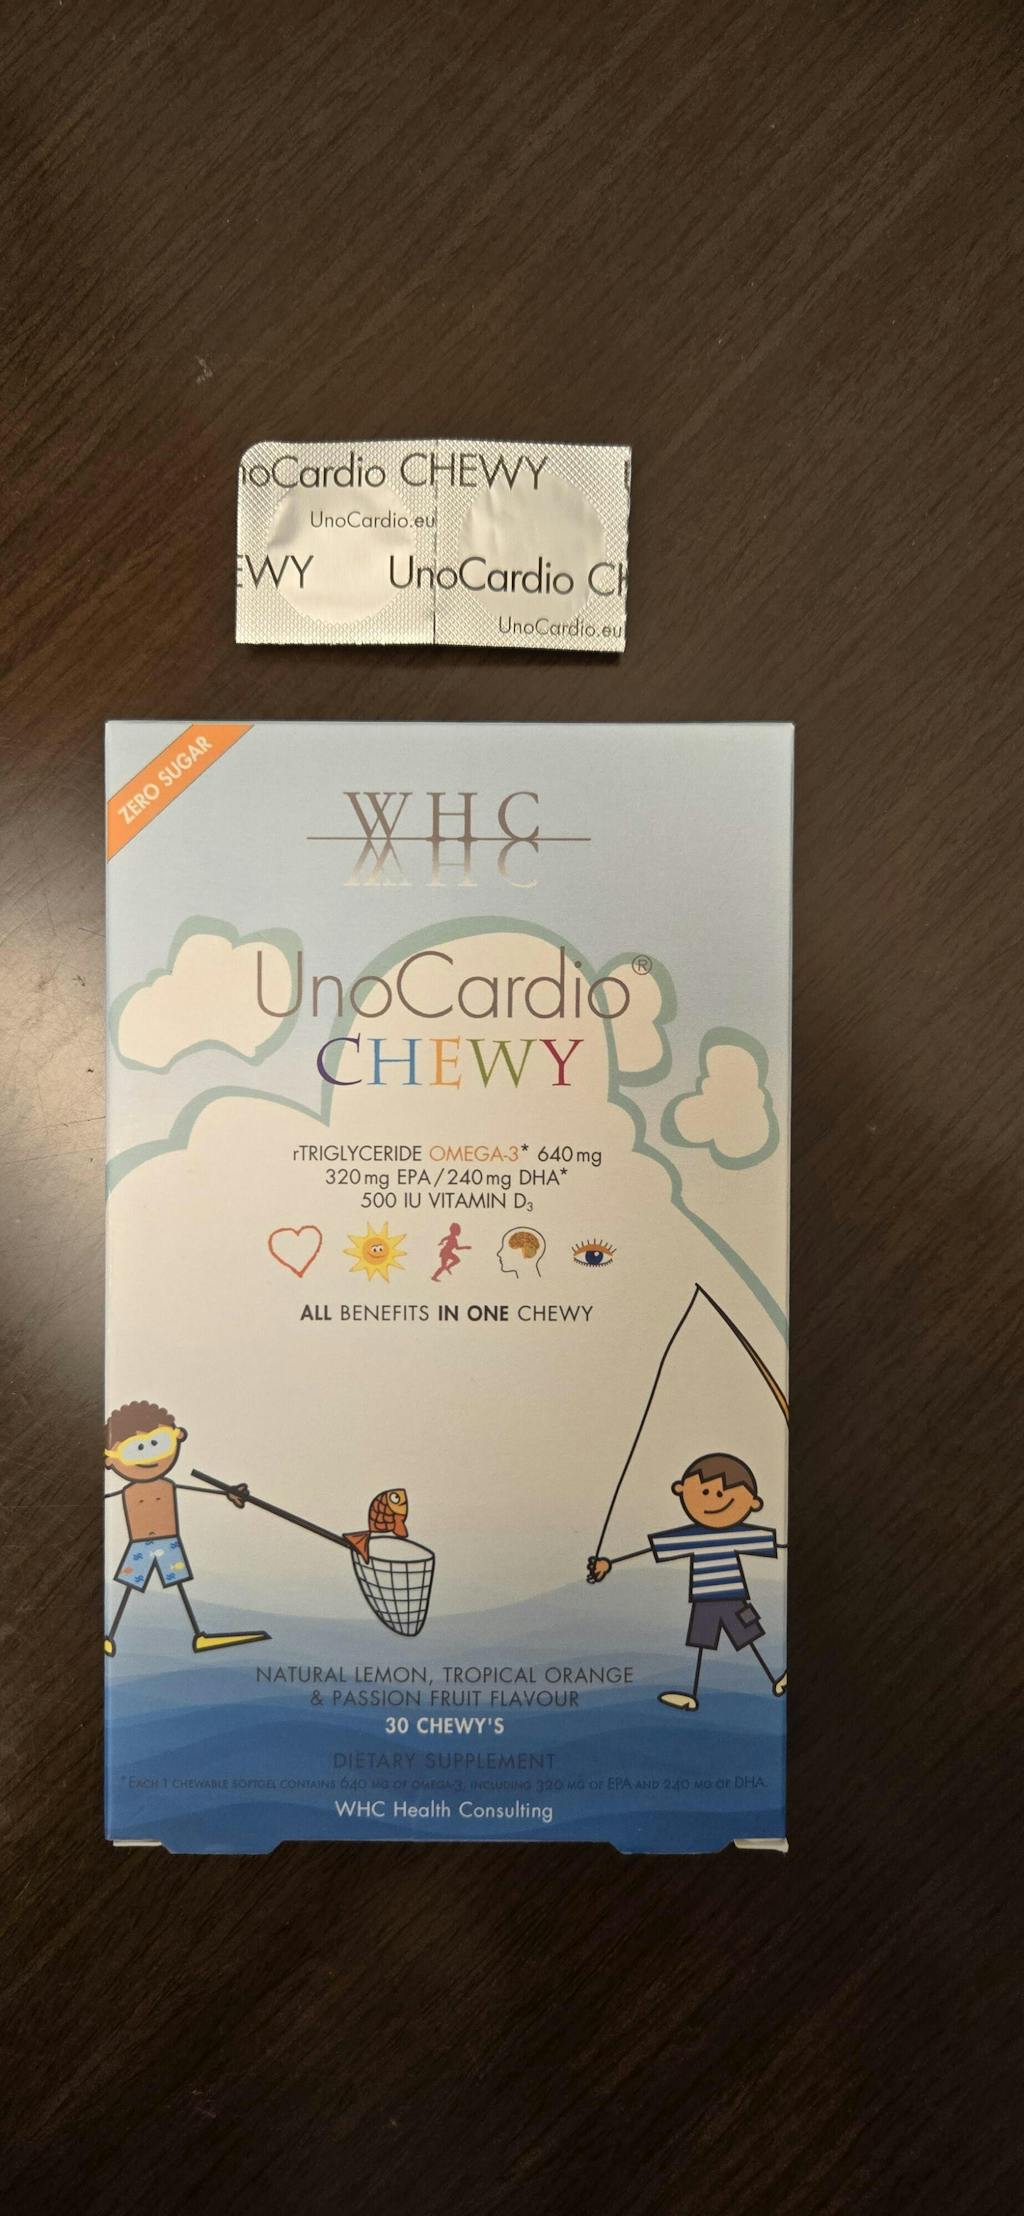 noCardio CHEWY
UnoCardio.eu
EWY UnoCardio CH
UnoCardio.eu
ZERO SUGAR
WHC
UnoCardio®
CHEWY
rTRIGLYCERIDE OMEGA-3* 640 mg
320 mg EPA/240 mg DHA*
500 IU VITAMIN D₃
ALL BENEFITS IN ONE CHEWY
NATURAL LEMON, TROPICAL ORANGE
& PASSION FRUIT FLAVOUR
30 CHEWY'S
DIETARY SUPPLEMENT
*EACH 1 CHEWABLE SOFTGEL CONTAINS 640 MG OF OMEGA-3, INCLUDING 320 MG OF EPA AND 240 MG OF DHA.
WHC Health Consulting